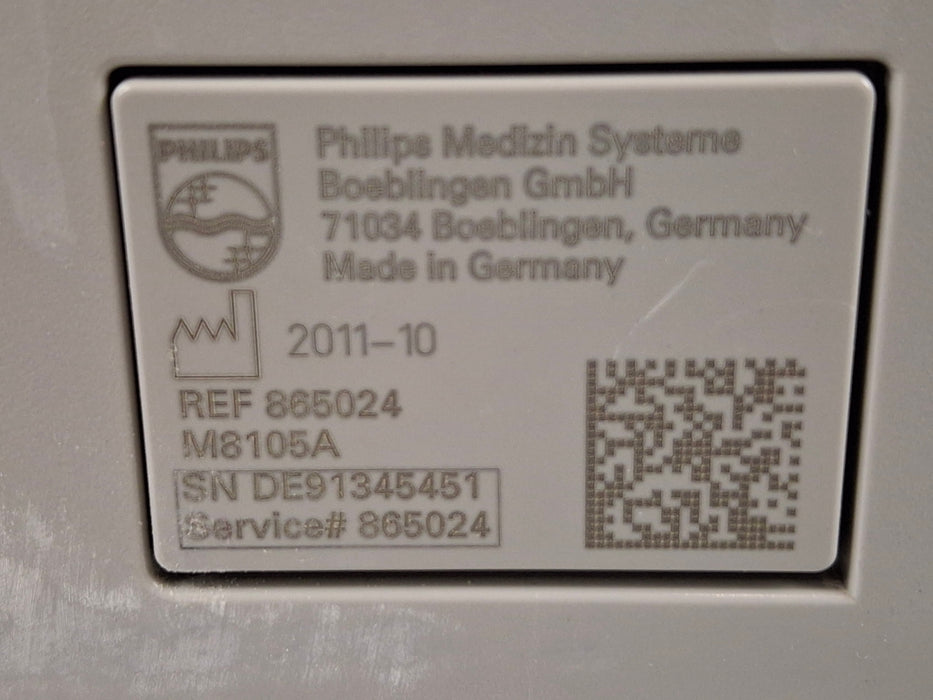 PHILIPS
Philips Medizin Systeme
Boeblingen GmbH
71034 Boeblingen, Germany
Made in Germany
2011-10
REF 865024
M8105A
SN DE91345451
Service# 865024